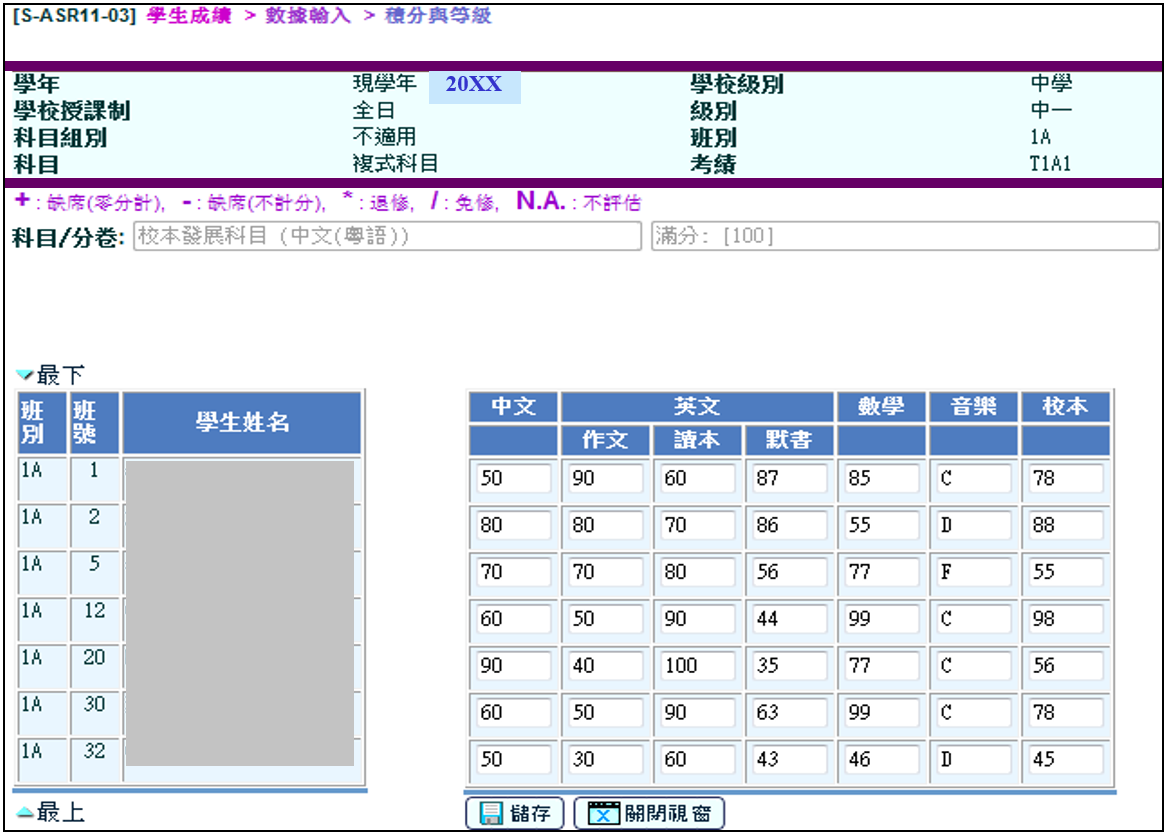 [S-ASR11-03] 學生成績 > 數據輸入 > 積分與等級
學年 現學年 20XX 學校級別 中學
學校授課制 全日 級別 中一
科目組別 不適用 班別 1A
科目 複式科目 考績 T1A1
+ : 缺席(零分計), - : 缺席(不計分), * : 退修, / : 免修, N.A. : 不評估
科目/分卷: 校本發展科目 (中文(粵語)) 滿分: [100]
最下
班別 班號 學生姓名 中文 英文 數學 音樂 校本
作文 讀本 默書
1A 1 50 90 60 87 85 C 78
1A 2 80 80 70 86 55 D 88
1A 5 70 70 80 56 77 F 55
1A 12 60 50 90 44 99 C 98
1A 20 90 40 100 35 77 C 56
1A 30 60 50 90 63 99 C 78
1A 32 50 30 60 43 46 D 45
最上 儲存 關閉視窗